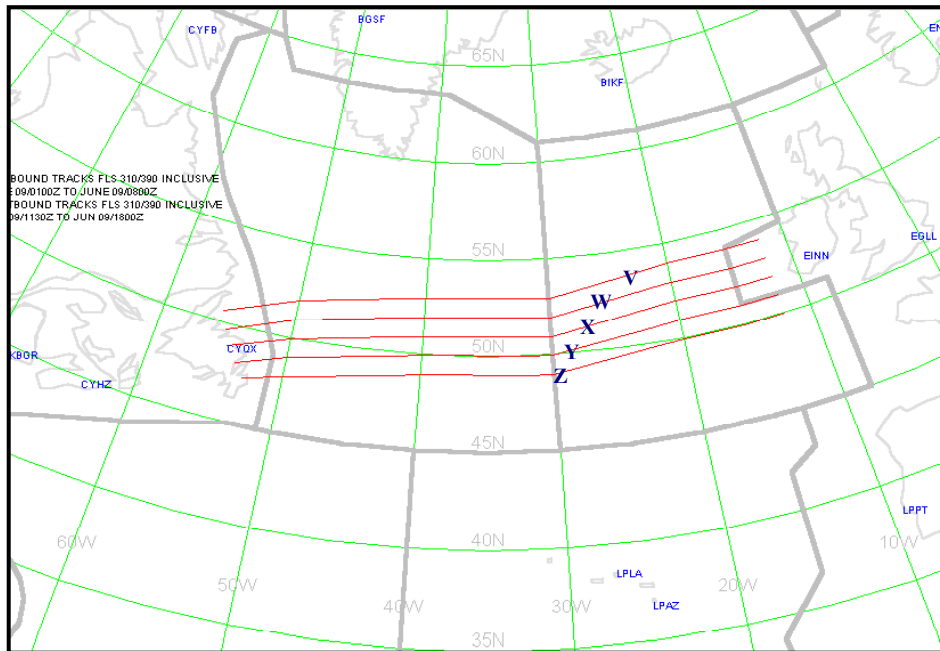 BGSF
CYFB
EN
65N
BIKF
60N
BOUND TRACKS FLS 310/390 INCLUSIVE
E 09/0100Z TO JUNE 09/0800Z
TBOUND TRACKS FLS 310/390 INCLUSIVE
09/1130Z TO JUN 09/1800Z
EGLL
55N
EINN
V
W
X
CYQX
50N
Y
KBGR
Z
CYHZ
45N
LPPT
60W
40N
10W
LPLA
50W
20W
40W
30W
LPAZ
35N